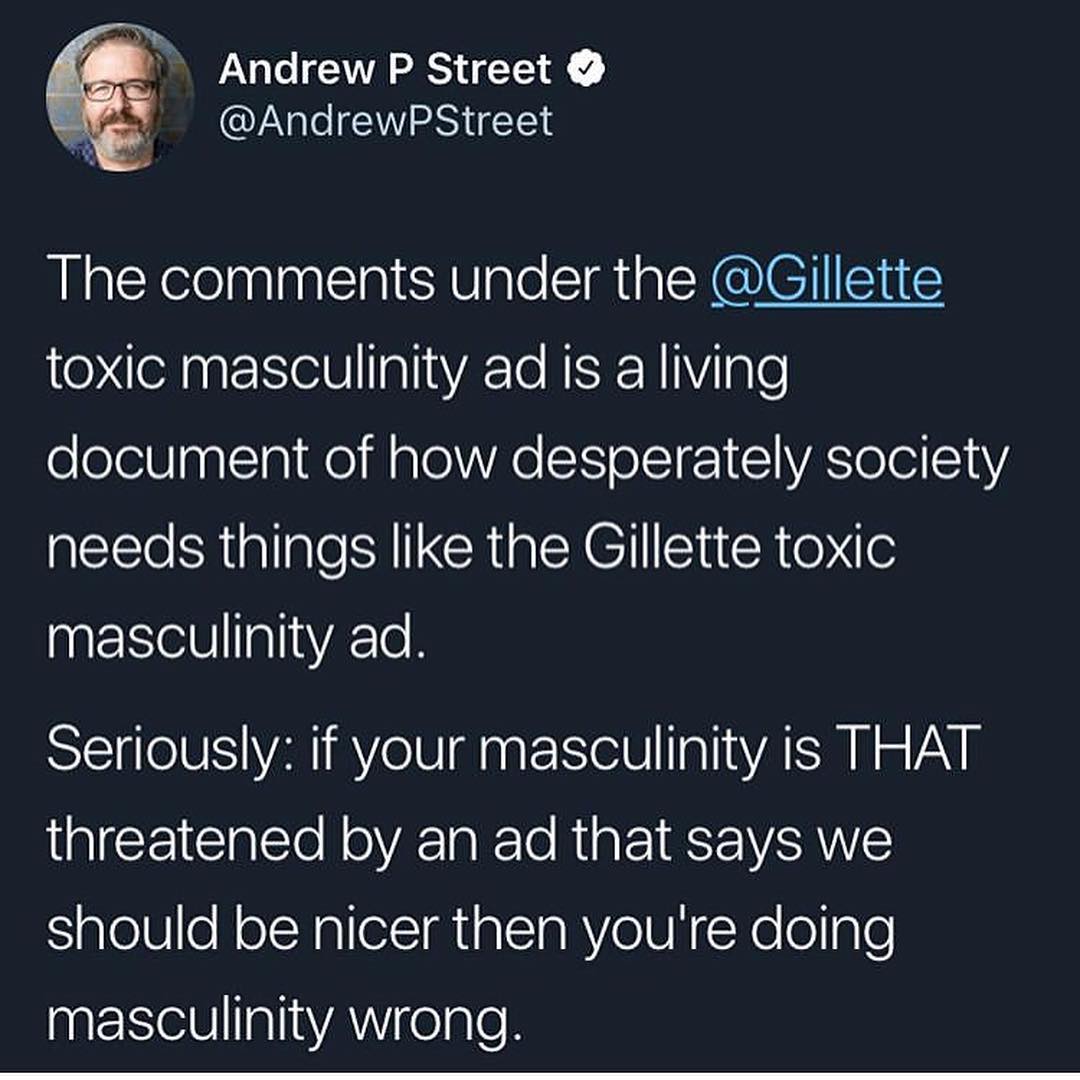 Andrew P Street
@AndrewPStreet
The comments under the @Gillette
toxic masculinity ad is a living
document of how desperately society
needs things like the Gillette toxic
masculinity ad.
Seriously: if your masculinity is THAT
threatened by an ad that says we
should be nicer then you're doing
masculinity wrong.